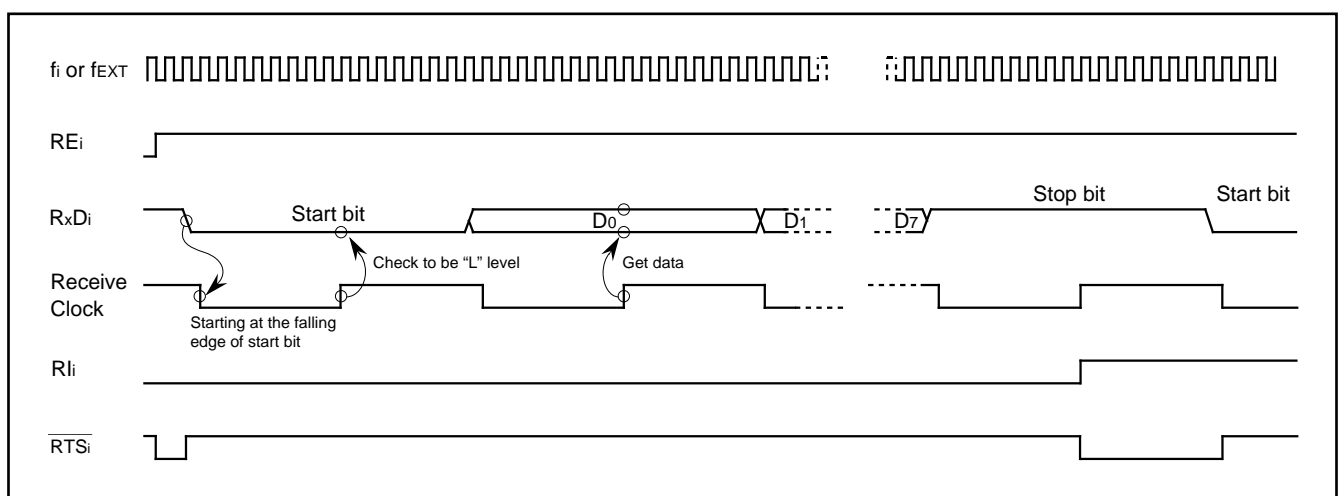 fi or fEXT
REi
RxDi
Start bit
D0
D1
D7
Stop bit
Start bit
Check to be “L” level
Get data
Receive
Clock
Starting at the falling
edge of start bit
RIi
RTSi